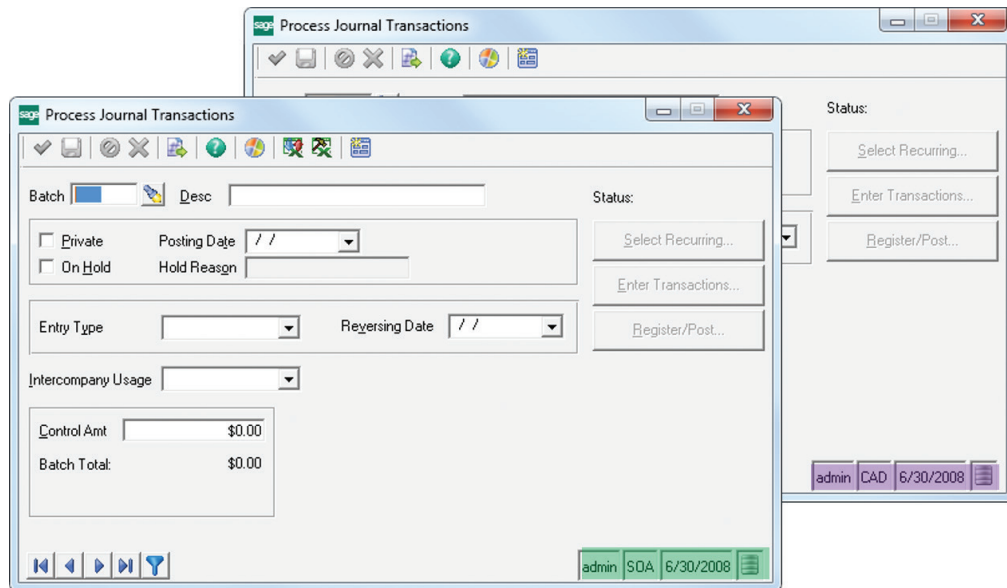 sage Process Journal Transactions
Status:
Select Recurring...
Enter Transactions...
Register/Post...
admin CAD 6/30/2008
sage Process Journal Transactions
Batch Desc
Status:
Private Posting Date / /
On Hold Hold Reason
Select Recurring...
Enter Transactions...
Register/Post...
Entry Type Reversing Date / /
Intercompany Usage
Control Amt $0.00
Batch Total: $0.00
admin SOA 6/30/2008